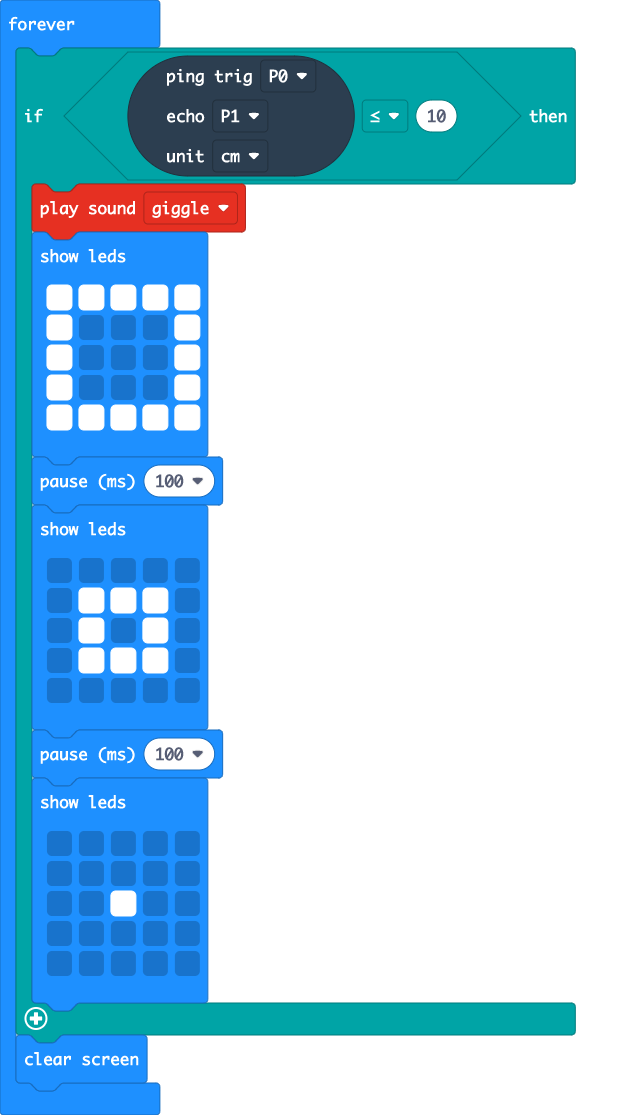 forever
ping trig P0
echo P1
if ≤ 10 then
unit cm
play sound giggle
show leds
pause (ms) 100
show leds
pause (ms) 100
show leds
clear screen